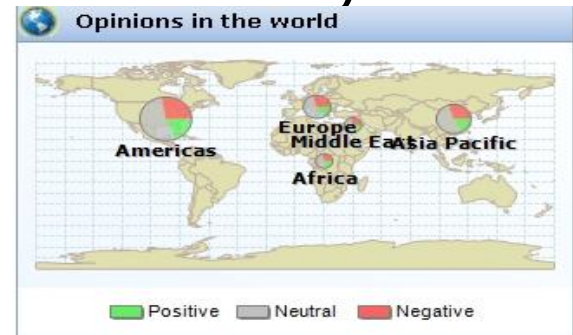 Opinions in the world
Americas
Europe
Middle East
Asia Pacific
Africa
Positive Neutral Negative